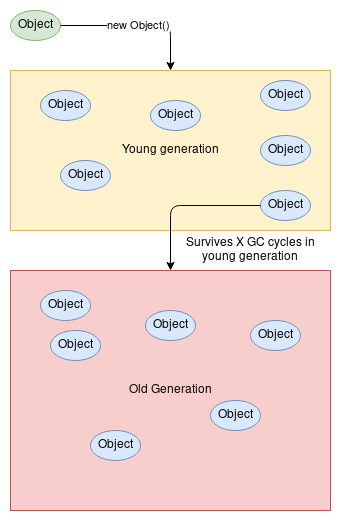 Object
new Object()
Object
Object
Object
Young generation
Object
Object
Object
Survives X GC cycles in
young generation
Object
Object
Object
Object
Old Generation
Object
Object